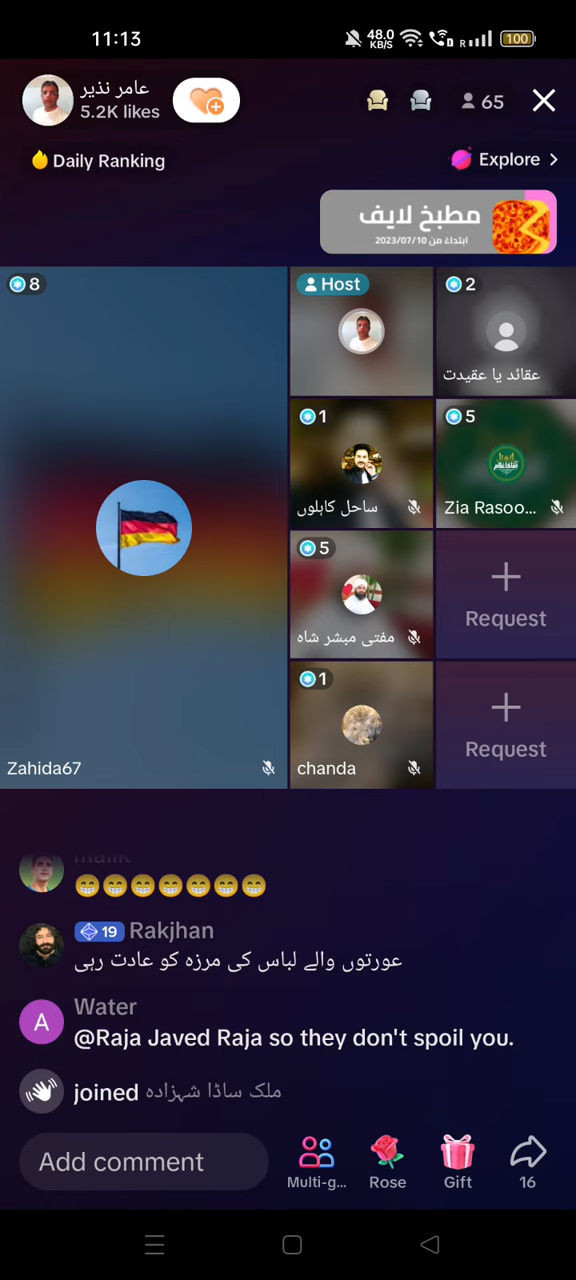 11:13
48.0
KB/S
R
100
عامر نذیر
5.2K likes
65
Daily Ranking
Explore
مطبخ لايف
ابتداءً من 2023/07/10
8
Zahida67
Host
2
عقائد یا عقیدت
1
ساحل کاہلوں
5
Zia Rasoo...
5
مفتی مبشر شاہ
Request
1
chanda
Request
malik
😁😁😁😁😁😁😁
19 Rakjhan
عورتوں والے لباس کی مرزہ کو عادت رہی
A
Water
@Raja Javed Raja so they don't spoil you.
joined ملک ساڈا شہزادہ
Add comment
Multi-g...
Rose
Gift
16